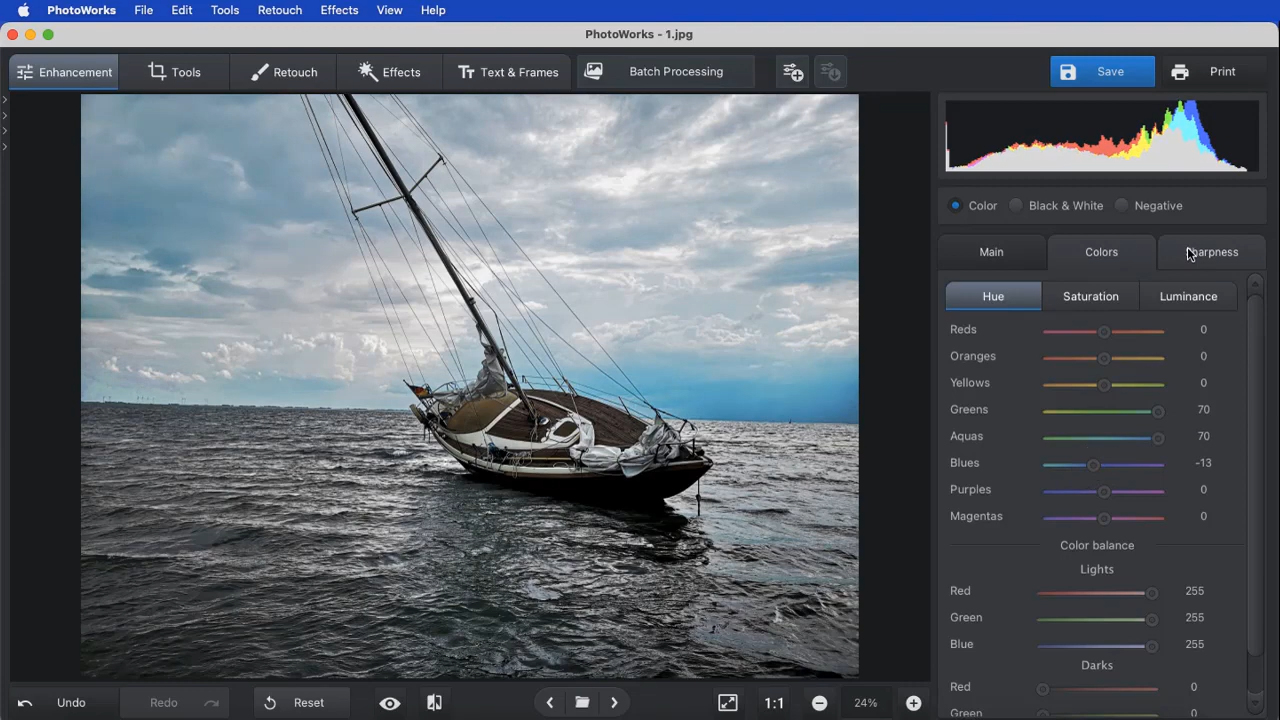 PhotoWorks File Edit Tools Retouch Effects View Help
PhotoWorks - 1.jpg
Enhancement Tools Retouch Effects Text & Frames Batch Processing Save Print
Color Black & White Negative
Main Colors Sharpness
Hue Saturation Luminance
Reds 0
Oranges 0
Yellows 0
Greens 70
Aquas 70
Blues -13
Purples 0
Magentas 0
Color balance
Lights
Red 255
Green 255
Blue 255
Darks
Red 0
Green 0
Undo Redo Reset 1:1 24%